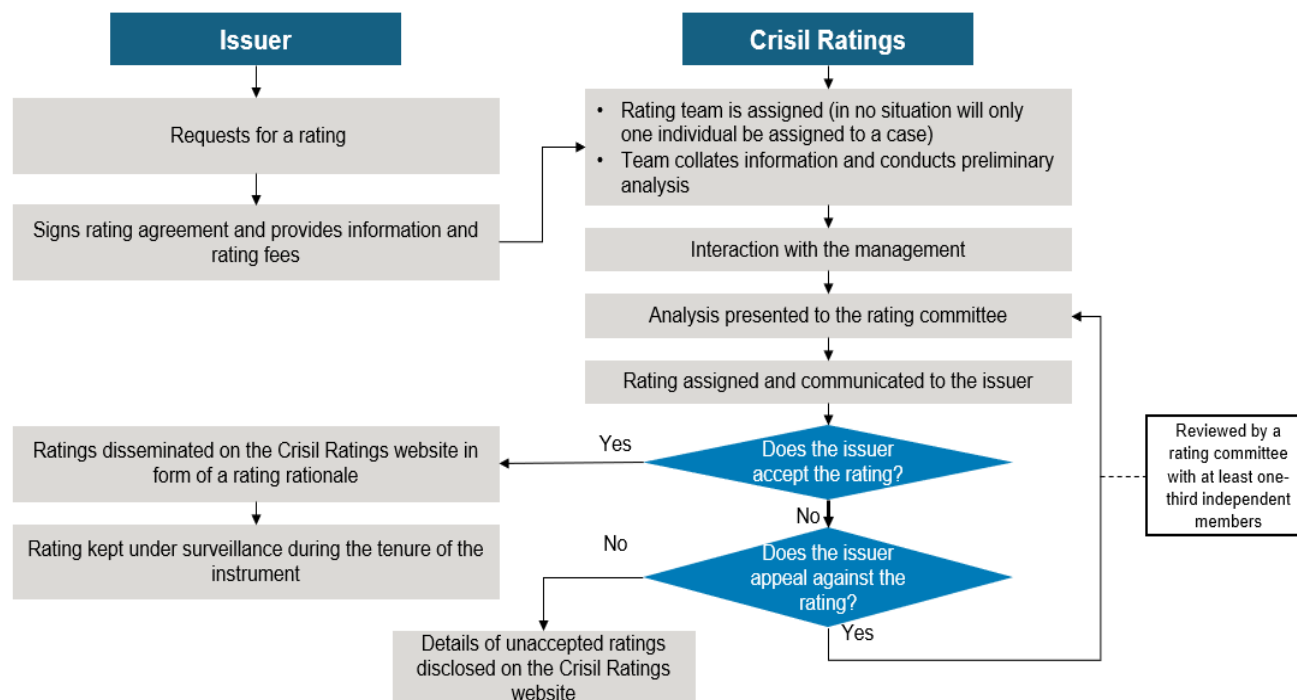 Issuer
Crisil Ratings
Requests for a rating
Signs rating agreement and provides information and
rating fees
• Rating team is assigned (in no situation will only
one individual be assigned to a case)
• Team collates information and conducts preliminary
analysis
Interaction with the management
Analysis presented to the rating committee
Rating assigned and communicated to the issuer
Does the issuer
accept the rating?
Yes
Ratings disseminated on the Crisil Ratings website in
form of a rating rationale
Rating kept under surveillance during the tenure of the
instrument
No
Does the issuer
appeal against the
rating?
No
Details of unaccepted ratings
disclosed on the Crisil Ratings
website
Yes
Reviewed by a
rating committee
with at least one-
third independent
members